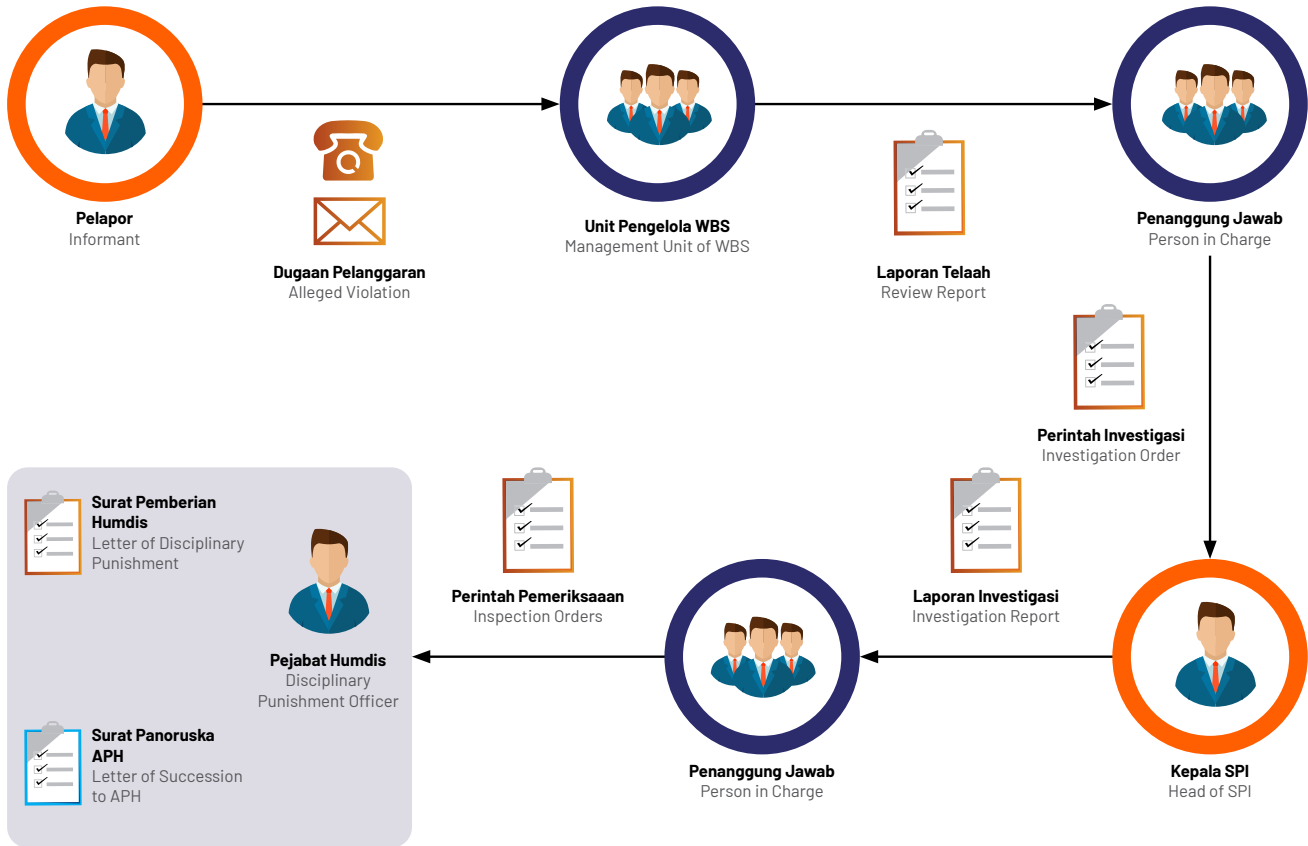 Pelapor
Informant
Dugaan Pelanggaran
Alleged Violation
Unit Pengelola WBS
Management Unit of WBS
Laporan Telaah
Review Report
Penanggung Jawab
Person in Charge
Perintah Investigasi
Investigation Order
Kepala SPI
Head of SPI
Laporan Investigasi
Investigation Report
Penanggung Jawab
Person in Charge
Perintah Pemeriksaaan
Inspection Orders
Pejabat Humdis
Disciplinary
Punishment Officer
Surat Pemberian
Humdis
Letter of Disciplinary
Punishment
Surat Panoruska
APH
Letter of Succession
to APH